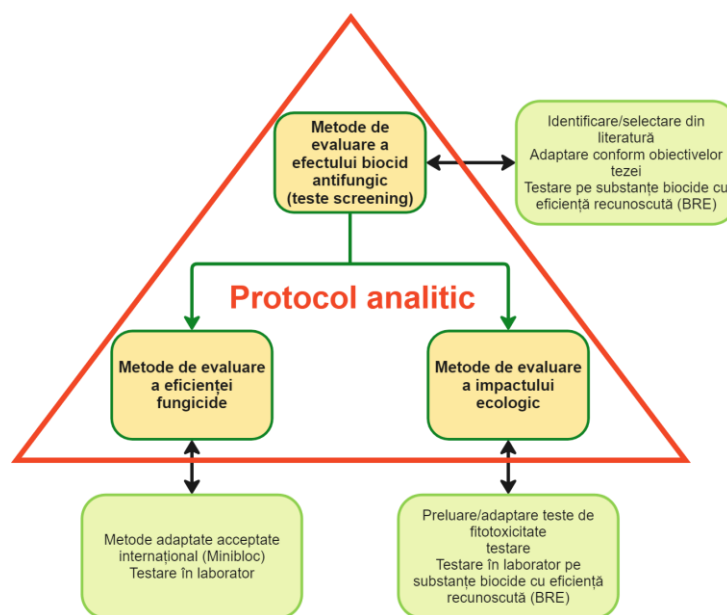 Metode de
evaluare a
efectului biocid
antifungic
(teste screening)
Identificare/selectare din
literatură
Adaptare conform obiectivelor
tezei
Testare pe substanțe biocide cu
eficiență recunoscută (BRE)
Protocol analitic
Metode de evaluare
a eficienței
fungicide
Metode de evaluare
a impactului
ecologic
Metode adaptate acceptate
internațional (Minibloc)
Testare în laborator
Preluare/adaptare teste de
fitotoxicitate
testare
Testare în laborator pe
substanțe biocide cu eficiență
recunoscută (BRE)